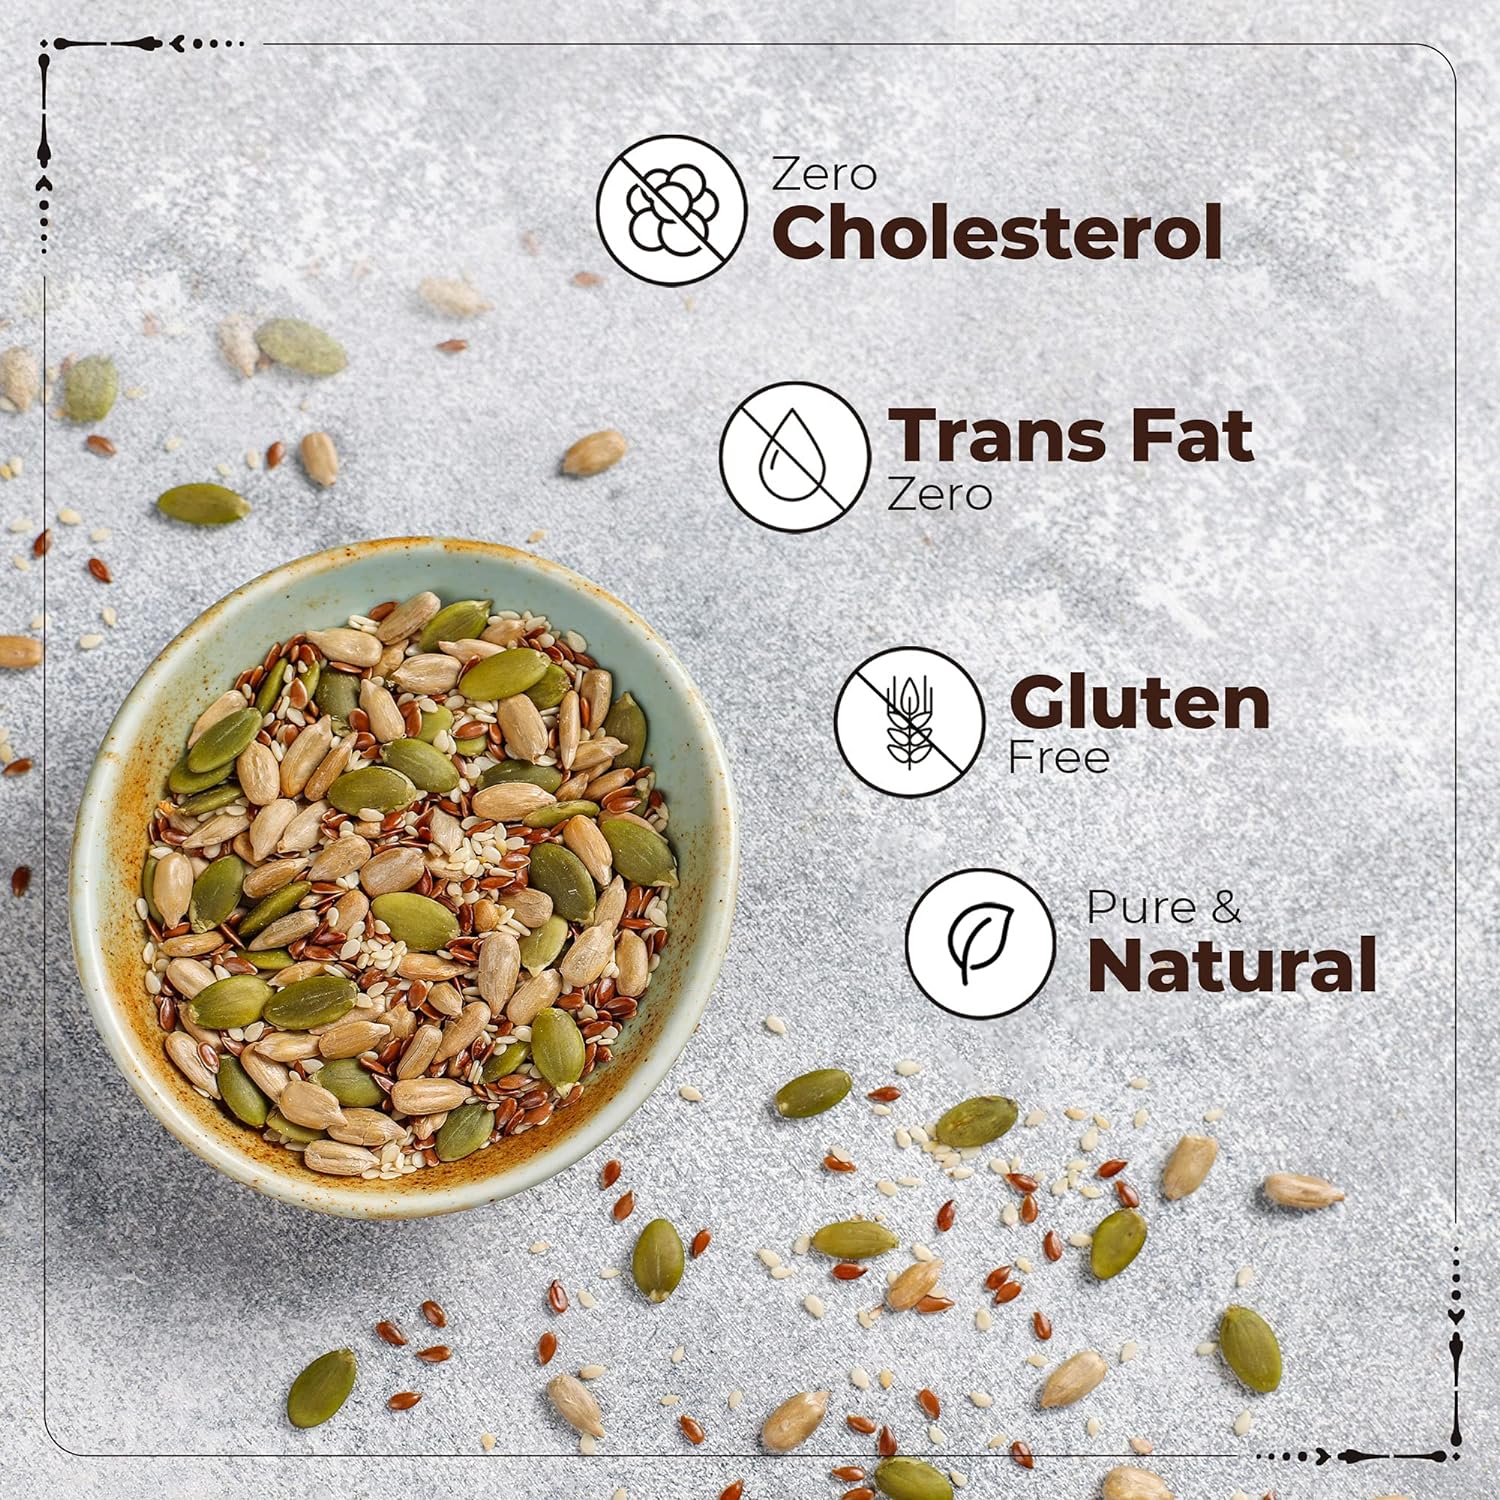 Zero
Cholesterol
Trans Fat
Zero
Gluten
Free
Pure &
Natural